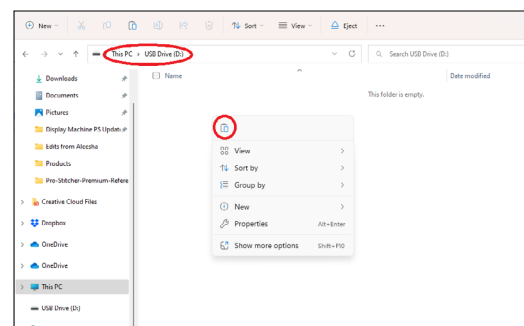 New
Sort
View
Eject
This PC > USB Drive (D:)
Search USB Drive (D:)
Name
Date modified
This folder is empty.
Downloads
Documents
Pictures
Display Machine PS Update
Edits from Aleesha
Products
Pro-Stitcher-Premium-Refere
Creative Cloud Files
Dropbox
OneDrive
OneDrive
This PC
USB Drive (D:)
View
Sort by
Group by
New
Properties Alt+Enter
Show more options Shift+F10